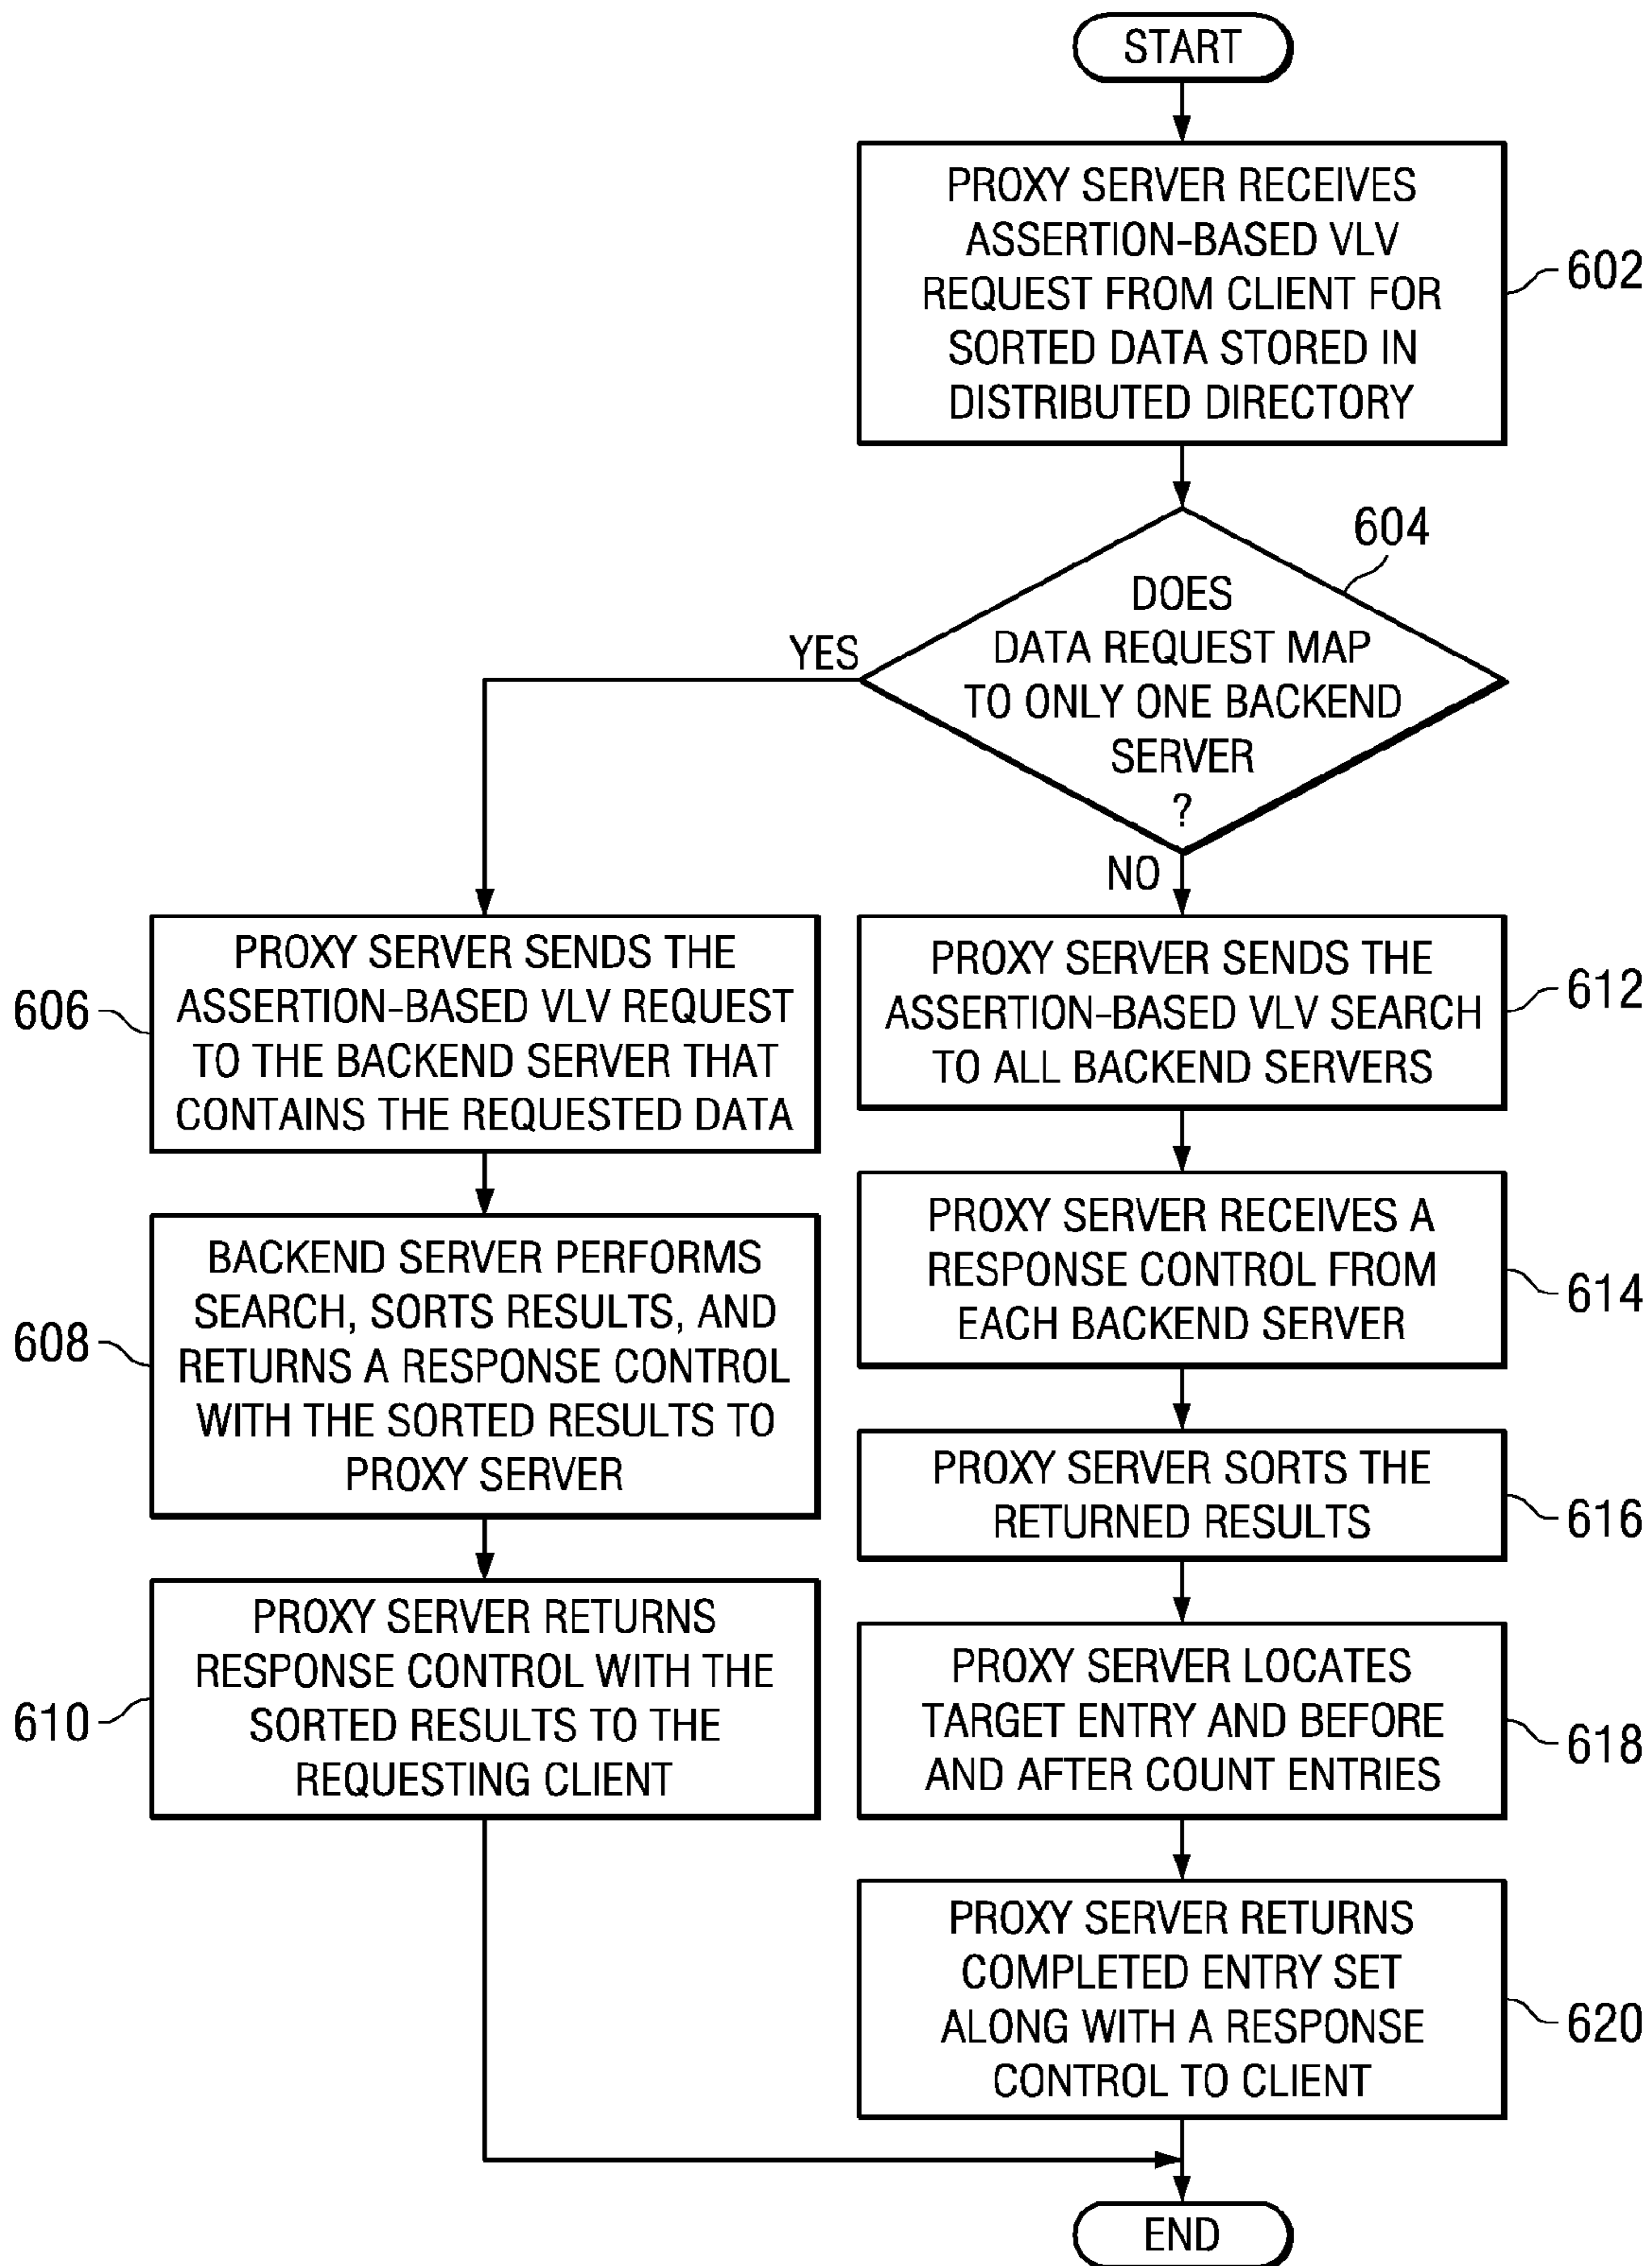 START
PROXY SERVER RECEIVES
ASSERTION-BASED VLV
REQUEST FROM CLIENT FOR
SORTED DATA STORED IN
DISTRIBUTED DIRECTORY
602
604
DOES
DATA REQUEST MAP
TO ONLY ONE BACKEND
SERVER
?
YES
NO
606
PROXY SERVER SENDS THE
ASSERTION-BASED VLV REQUEST
TO THE BACKEND SERVER THAT
CONTAINS THE REQUESTED DATA
608
BACKEND SERVER PERFORMS
SEARCH, SORTS RESULTS, AND
RETURNS A RESPONSE CONTROL
WITH THE SORTED RESULTS TO
PROXY SERVER
610
PROXY SERVER RETURNS
RESPONSE CONTROL WITH THE
SORTED RESULTS TO THE
REQUESTING CLIENT
PROXY SERVER SENDS THE
ASSERTION-BASED VLV SEARCH
TO ALL BACKEND SERVERS
612
PROXY SERVER RECEIVES A
RESPONSE CONTROL FROM
EACH BACKEND SERVER
614
PROXY SERVER SORTS THE
RETURNED RESULTS
616
PROXY SERVER LOCATES
TARGET ENTRY AND BEFORE
AND AFTER COUNT ENTRIES
618
PROXY SERVER RETURNS
COMPLETED ENTRY SET
ALONG WITH A RESPONSE
CONTROL TO CLIENT
620
END